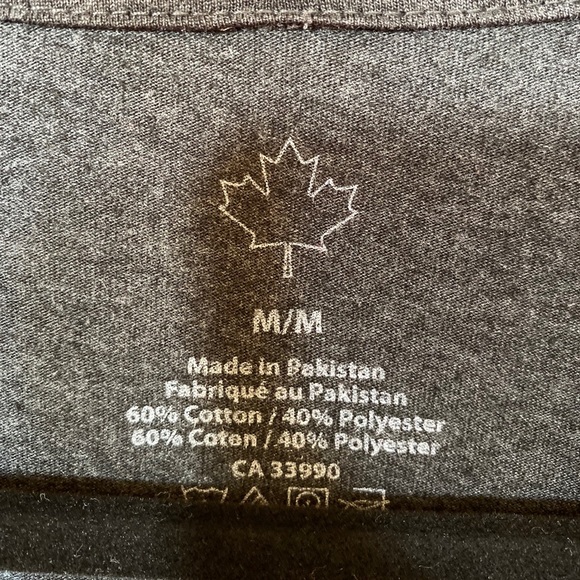 M/M
Made in Pakistan
Fabriqué au Pakistan
60% Cotton / 40% Polyester
60% Coton / 40% Polyester
CA 33990